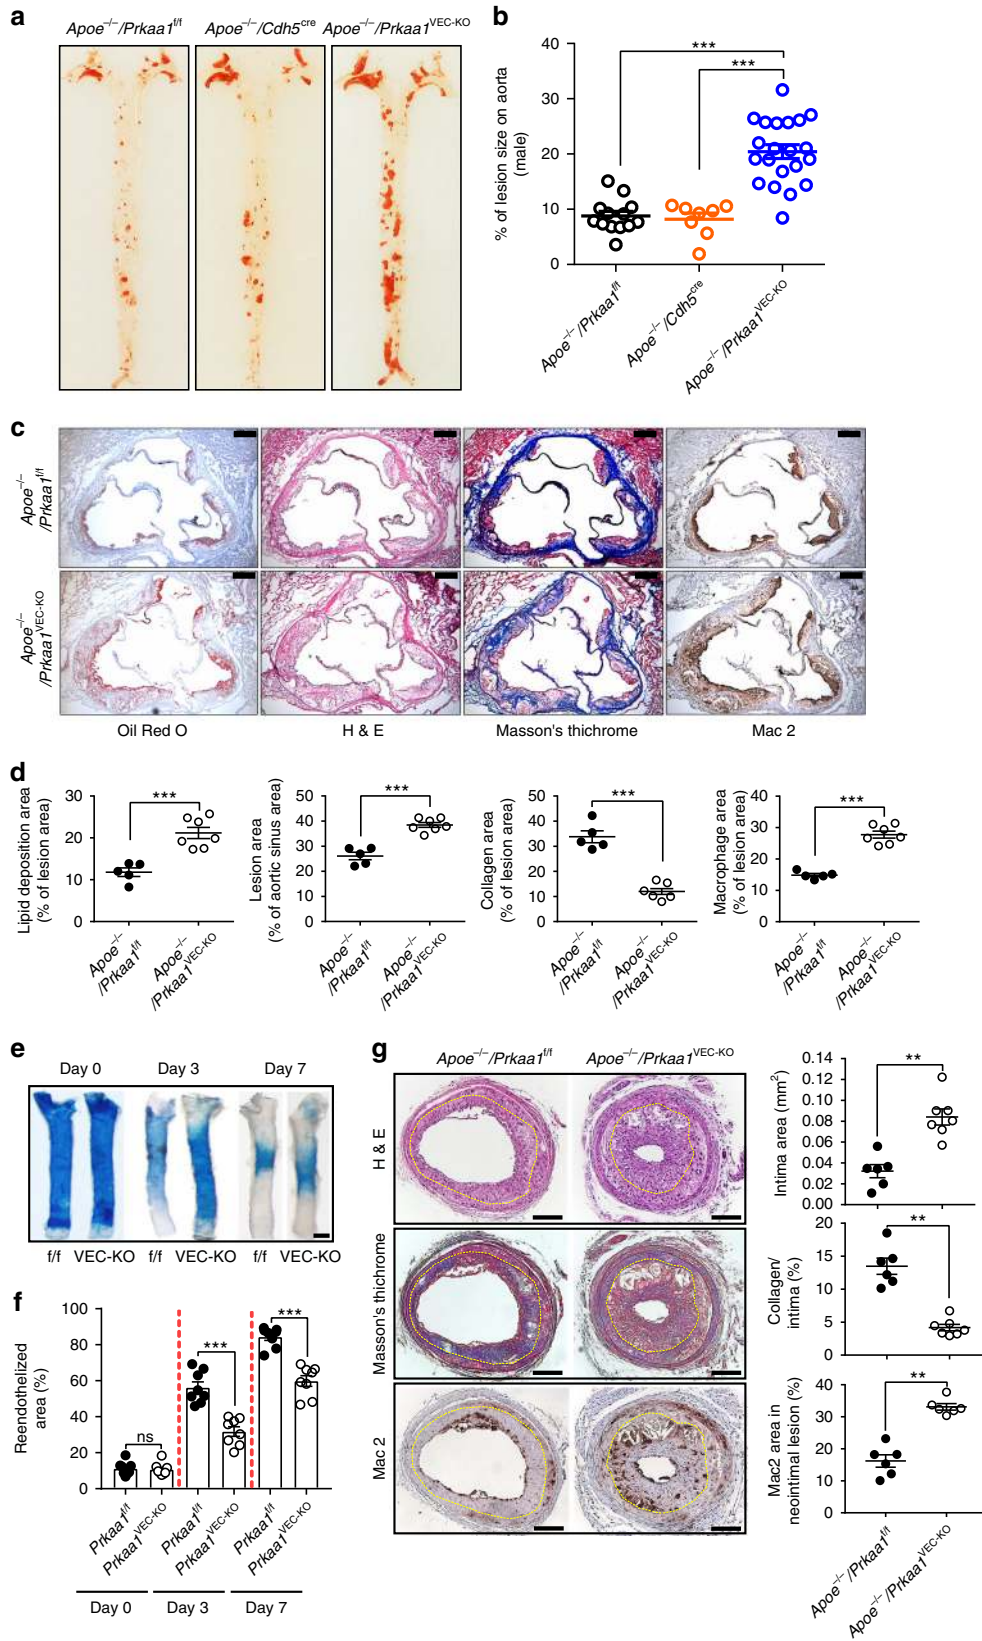 a
Apoe−/−/Prkaa1f/f Apoe−/−/Cdh5cre Apoe−/−/Prkaa1VEC-KO
b
% of lesion size on aorta
(male)
40
30
20
10
0
***
***
Apoe−/−/Prkaa1f/f
Apoe−/−/Cdh5cre
Apoe−/−/Prkaa1VEC-KO
c
Apoe−/−
/Prkaa1f/f
Apoe−/−
/Prkaa1VEC-KO
Oil Red O H & E Masson's thichrome Mac 2
d
Lipid deposition area
(% of lesion area)
30
20
10
0
***
Apoe−/−
/Prkaa1f/f
Apoe−/−
/Prkaa1VEC-KO
Lesion area
(% of aortic sinus area)
50
40
30
20
10
0
***
Apoe−/−
/Prkaa1f/f
Apoe−/−
/Prkaa1VEC-KO
Collagen area
(% of lesion area)
50
40
30
20
10
0
***
Apoe−/−
/Prkaa1f/f
Apoe−/−
/Prkaa1VEC-KO
Macrophage area
(% of lesion area)
40
30
20
10
0
***
Apoe−/−
/Prkaa1f/f
Apoe−/−
/Prkaa1VEC-KO
e
Day 0 Day 3 Day 7
f/f VEC-KO f/f VEC-KO f/f VEC-KO
f
Reendothelized
area (%)
100
80
60
40
20
0
ns
***
***
Prkaa1f/f
Prkaa1VEC-KO
Prkaa1f/f
Prkaa1VEC-KO
Prkaa1f/f
Prkaa1VEC-KO
Day 0 Day 3 Day 7
g
Apoe−/−/Prkaa1f/f Apoe−/−/Prkaa1VEC-KO
H & E
Masson's thichrome
Mac 2
Intima area (mm2)
0.14
0.12
0.10
0.08
0.06
0.04
0.02
0.00
**
Collagen/
intima (%)
20
15
10
5
0
**
Mac2 area in
neointimal lesion (%)
40
30
20
10
0
**
Apoe−/−/Prkaa1f/f
Apoe−/−/Prkaa1VEC-KO